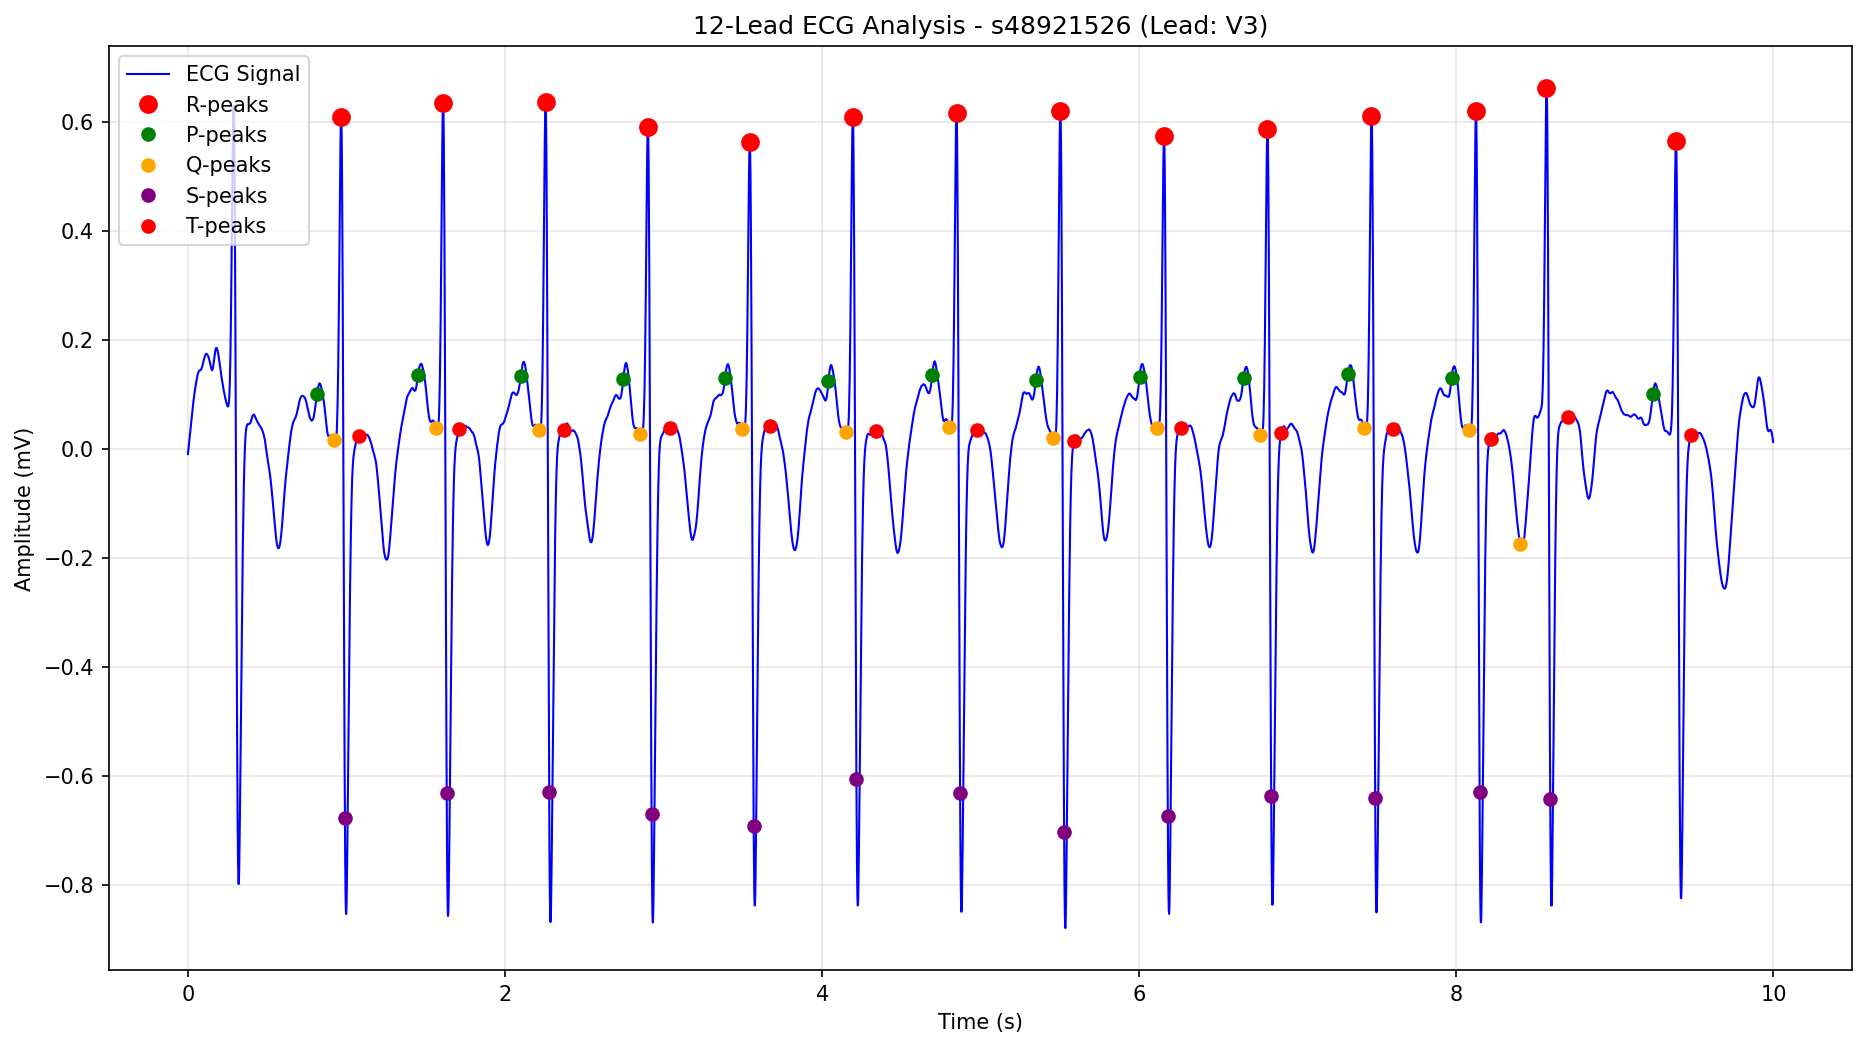 12-Lead ECG Analysis - s48921526 (Lead: V3)
ECG Signal
R-peaks
P-peaks
Q-peaks
S-peaks
T-peaks
Amplitude (mV)
0.6
0.4
0.2
0.0
−0.2
−0.4
−0.6
−0.8
0 2 4 6 8 10
Time (s)